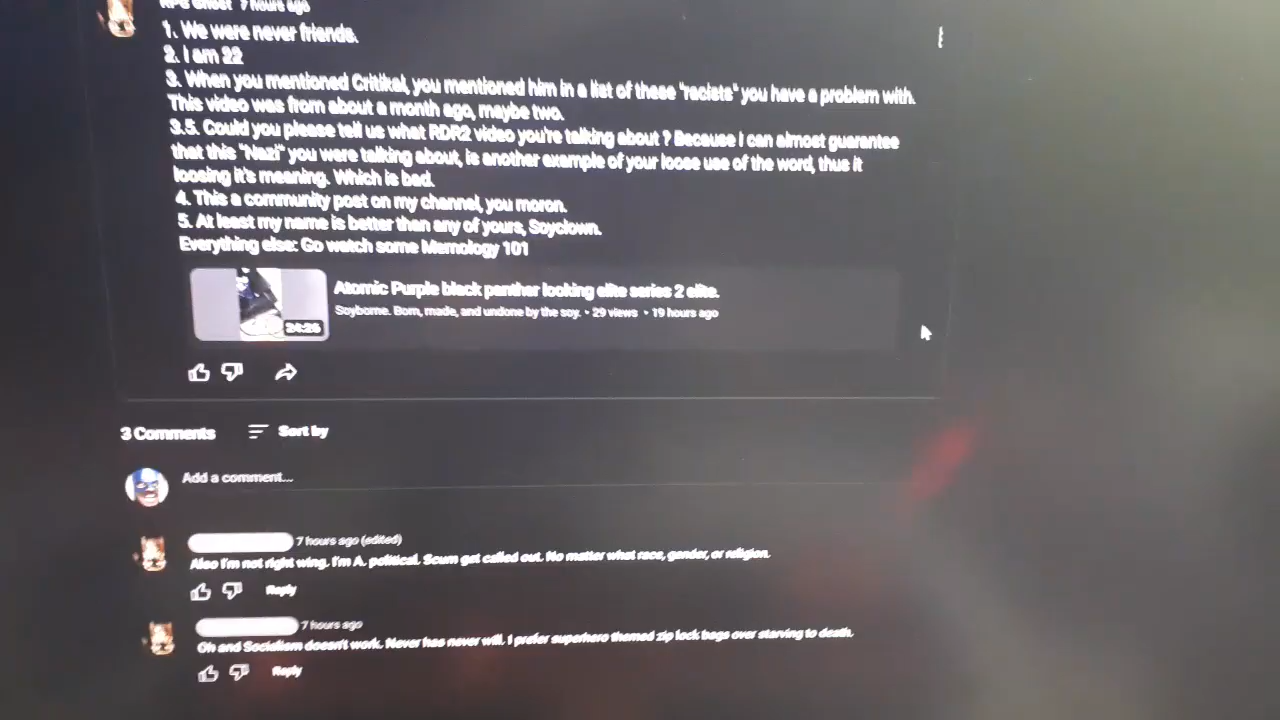 RPG Ghost 7 hours ago
1. We were never friends.
2. I am 22
3. When you mentioned Critikal, you mentioned him in a list of these "racists" you have a problem with.
This video was from about a month ago, maybe two.
3.5. Could you please tell us what RDR2 video you're talking about ? Because I can almost guarantee
that this "Nazi" you were talking about, is another example of your loose use of the word, thus it
loosing it's meaning. Which is bad.
4. This a community post on my channel, you moron.
5. At least my name is better than any of yours, Soyclown.
Everything else: Go watch some Memology 101
Atomic Purple black panther looking elite series 2 elite.
Soyborne. Born, made, and undone by the soy. • 29 views • 19 hours ago
24:26
3 Comments Sort by
Add a comment...
7 hours ago (edited)
Also I'm not right wing. I'm A. political. Scum get called out. No matter what race, gender, or religion.
Reply
7 hours ago
Oh and Socialism doesn't work. Never has never will. I prefer superhero themed zip lock bags over starving to death.
Reply